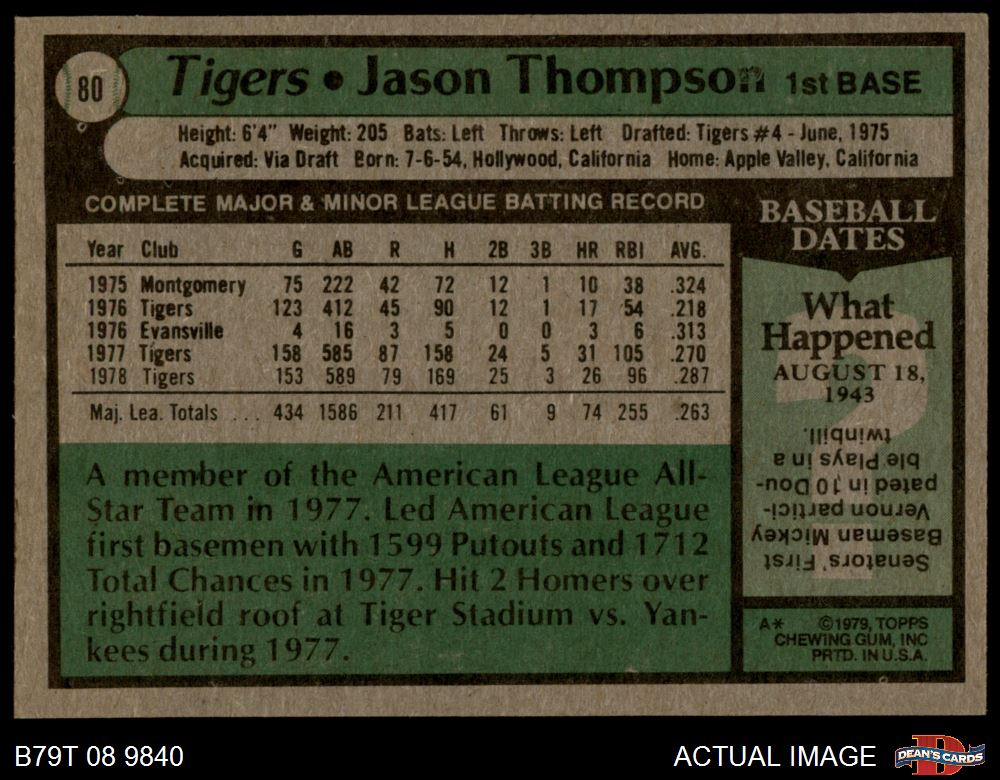 80
Tigers • Jason Thompson 1st BASE
Height: 6'4" Weight: 205 Bats: Left Throws: Left Drafted: Tigers #4 - June, 1975
Acquired: Via Draft Born: 7-6-54, Hollywood, California Home: Apple Valley, California
COMPLETE MAJOR & MINOR LEAGUE BATTING RECORD
Year Club G AB R H 2B 3B HR RBI AVG.
1975 Montgomery 75 222 42 72 12 1 10 38 .324
1976 Tigers 123 412 45 90 12 1 17 54 .218
1976 Evansville 4 16 3 5 0 0 3 6 .313
1977 Tigers 158 585 87 158 24 5 31 105 .270
1978 Tigers 153 589 79 169 25 3 26 96 .287
Maj. Lea. Totals ... 434 1586 211 417 61 9 74 255 .263
A member of the American League All-
Star Team in 1977. Led American League
first basemen with 1599 Putouts and 1712
Total Chances in 1977. Hit 2 Homers over
rightfield roof at Tiger Stadium vs. Yan-
kees during 1977.
BASEBALL
DATES
What
Happened
AUGUST 18,
1943
Senators' First
Baseman Mickey
Vernon partici-
pated in 10 Dou-
ble Plays in a
twinbill.
A* ©1979, TOPPS
CHEWING GUM, INC
PRTD. IN U.S.A.
B79T 08 9840
ACTUAL IMAGE
D
DEAN'S CARDS